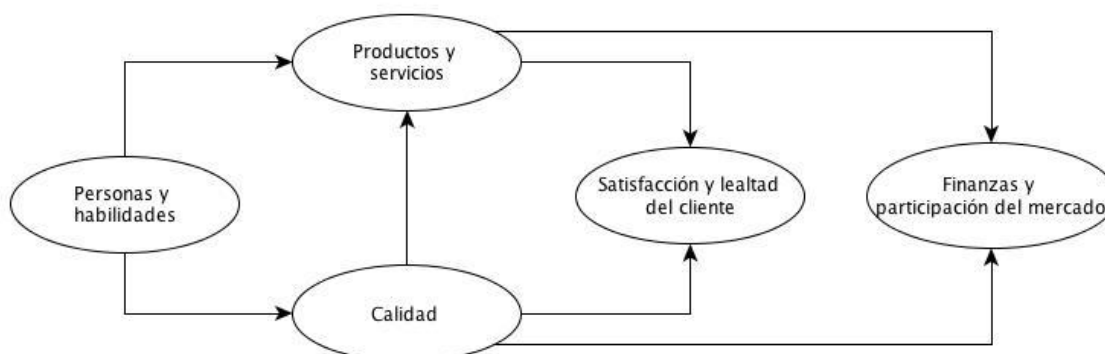 Productos y
servicios
Personas y
habilidades
Satisfacción y lealtad
del cliente
Finanzas y
participación del mercado
Calidad